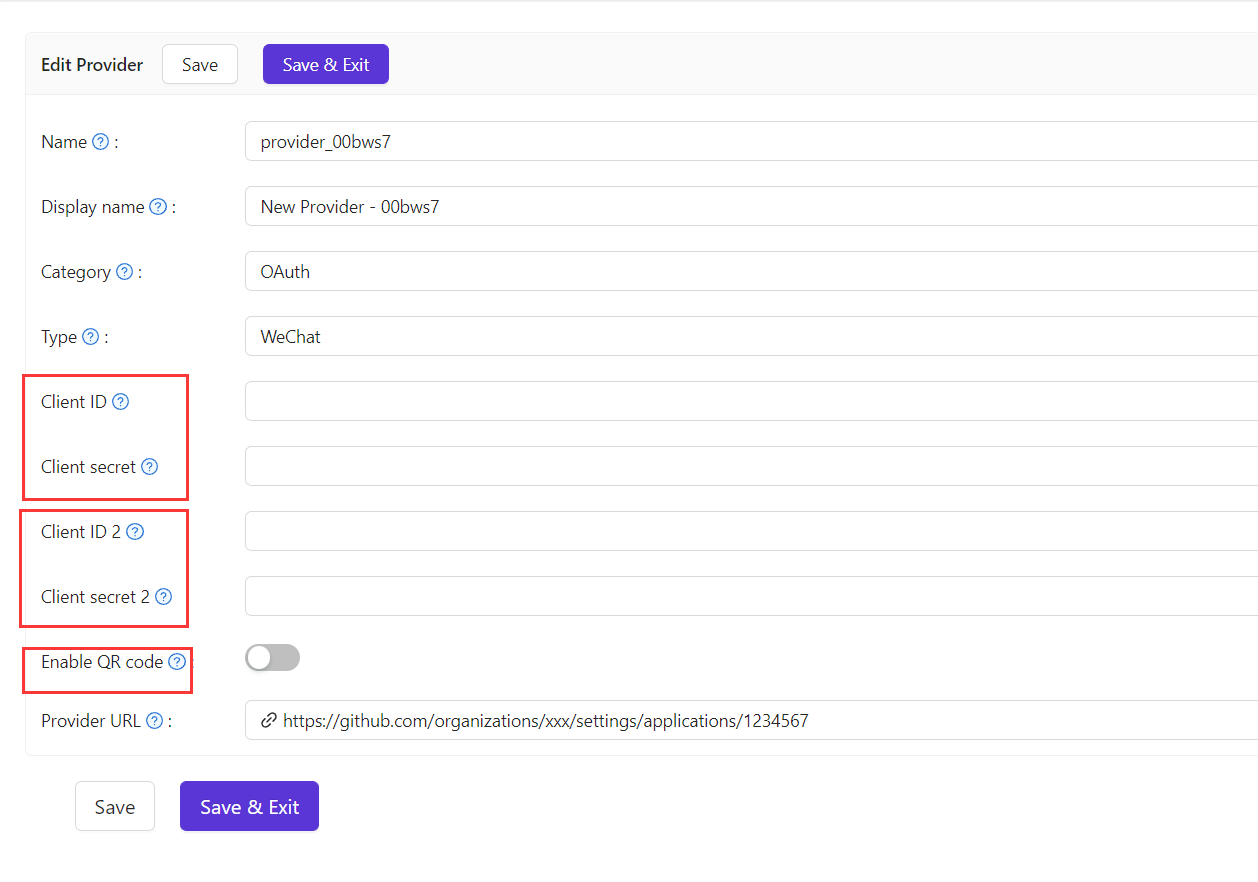 Edit Provider Save Save & Exit
Name ? : provider_00bws7
Display name ? : New Provider - 00bws7
Category ? : OAuth
Type ? : WeChat
Client ID ?
Client secret ?
Client ID 2 ?
Client secret 2 ?
Enable QR code ? :
Provider URL ? : https://github.com/organizations/xxx/settings/applications/1234567
Save Save & Exit